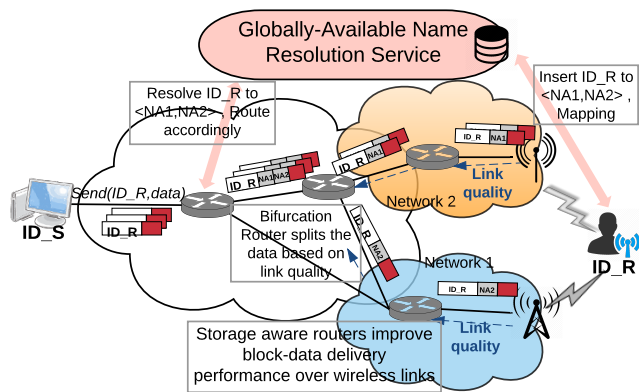 Globally-Available Name
Resolution Service
Resolve ID_R to
<NA1,NA2> , Route
accordingly
Insert ID_R to
<NA1,NA2> ,
Mapping
ID_R NA1
ID_R NA1
ID_R NA1NA2
Link
quality
Send(ID_R,data)
ID_R
ID_S
Network 2
Bifurcation
Router splits the
data based on
link quality
ID_R NA2
ID_R
Network 1
ID_R NA2
Link
quality
Storage aware routers improve
block-data delivery
performance over wireless links